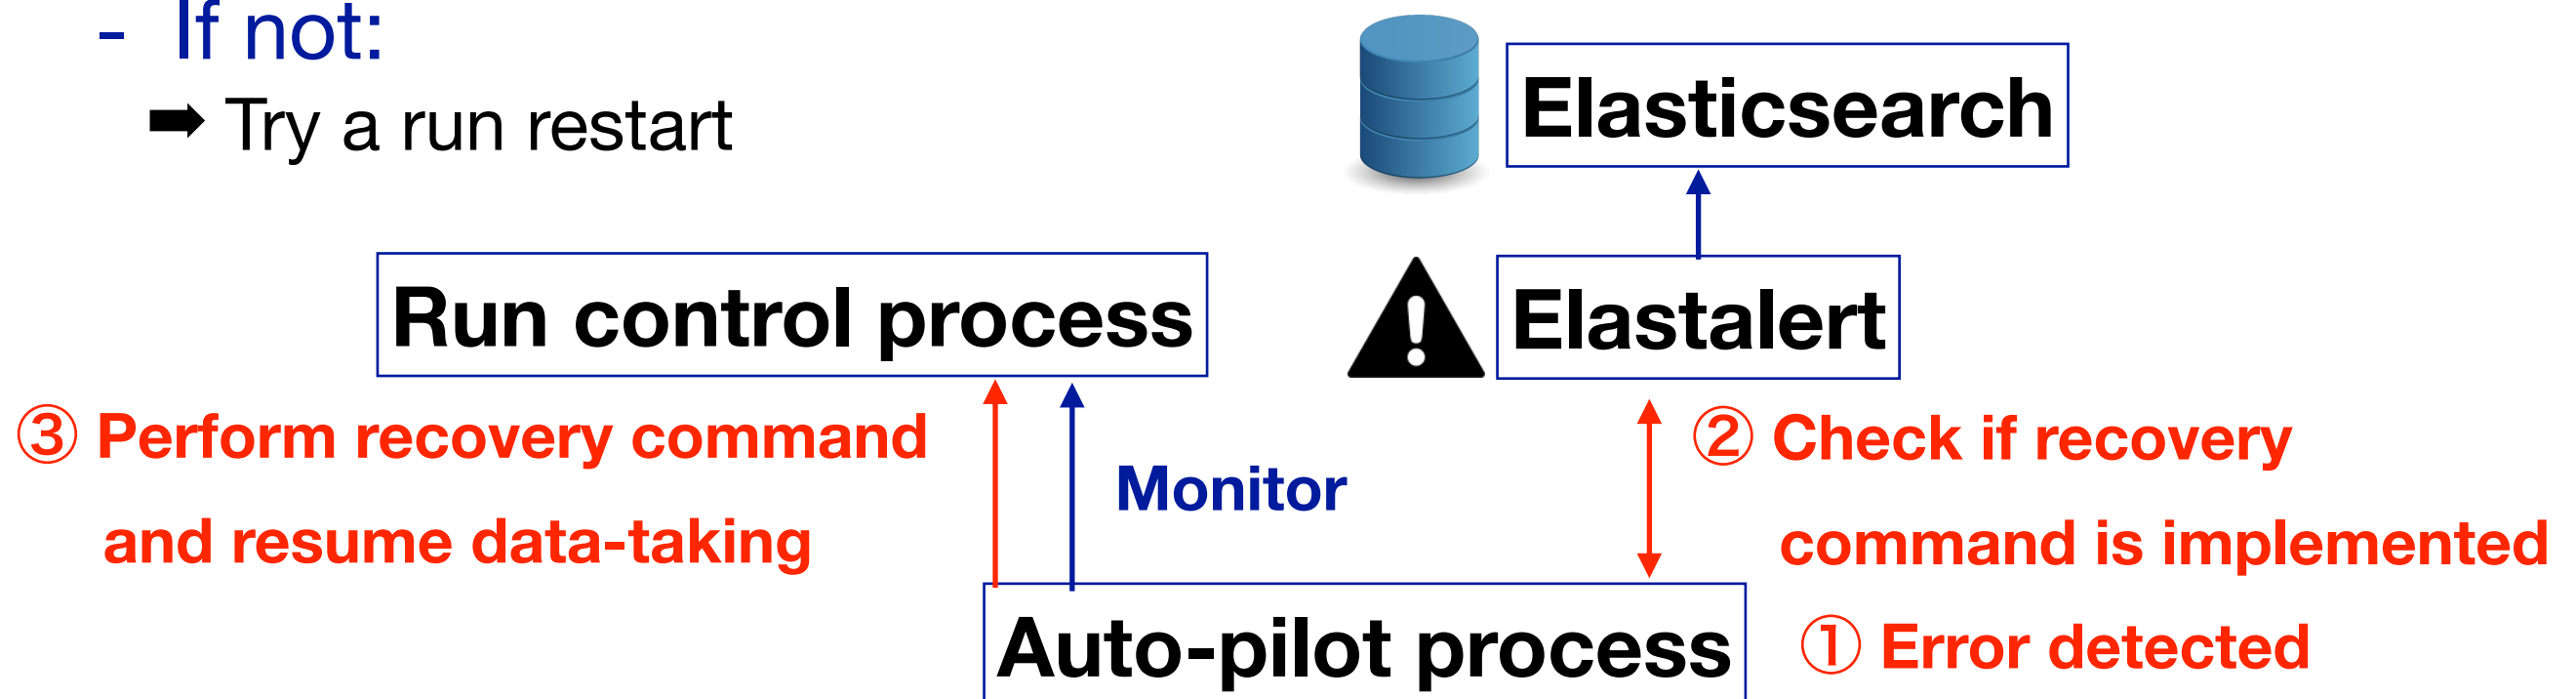 - If not:
➡ Try a run restart
Elasticsearch
Run control process
Elastalert
③ Perform recovery command
and resume data-taking
Monitor
② Check if recovery
command is implemented
Auto-pilot process
① Error detected